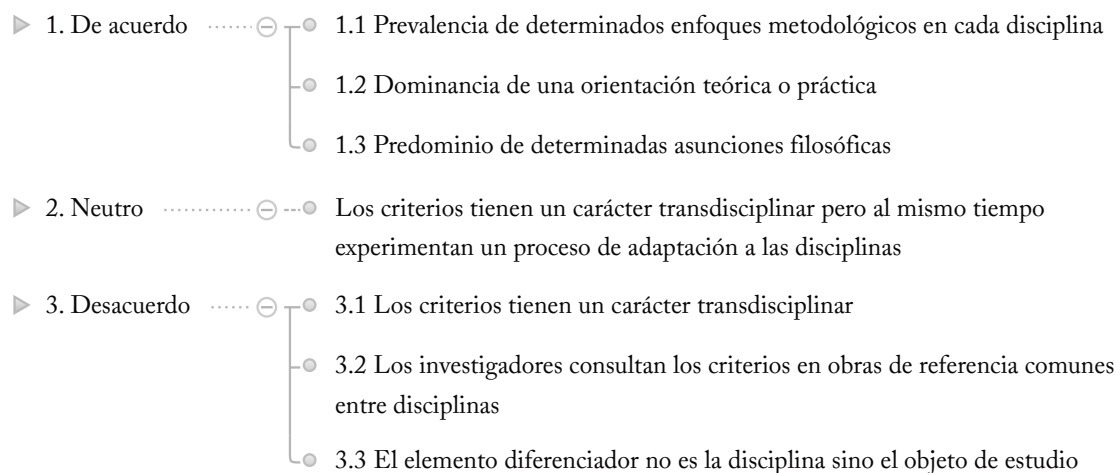 1. De acuerdo
1.1 Prevalencia de determinados enfoques metodológicos en cada disciplina
1.2 Dominancia de una orientación teórica o práctica
1.3 Predominio de determinadas asunciones filosóficas
2. Neutro
Los criterios tienen un carácter transdisciplinar pero al mismo tiempo
experimentan un proceso de adaptación a las disciplinas
3. Desacuerdo
3.1 Los criterios tienen un carácter transdisciplinar
3.2 Los investigadores consultan los criterios en obras de referencia comunes
entre disciplinas
3.3 El elemento diferenciador no es la disciplina sino el objeto de estudio